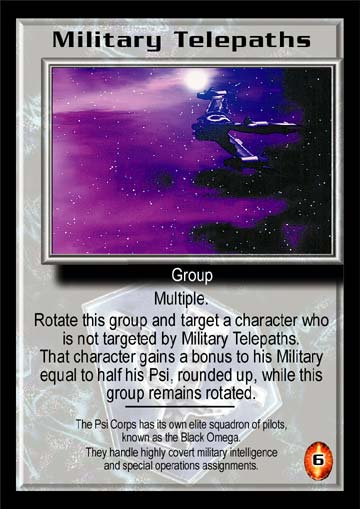 Military Telepaths
Group
Multiple.
Rotate this group and target a character who
is not targeted by Military Telepaths.
That character gains a bonus to his Military
equal to half his Psi, rounded up, while this
group remains rotated.
The Psi Corps has its own elite squadron of pilots,
known as the Black Omega.
They handle highly covert military intelligence
and special operations assignments.
6